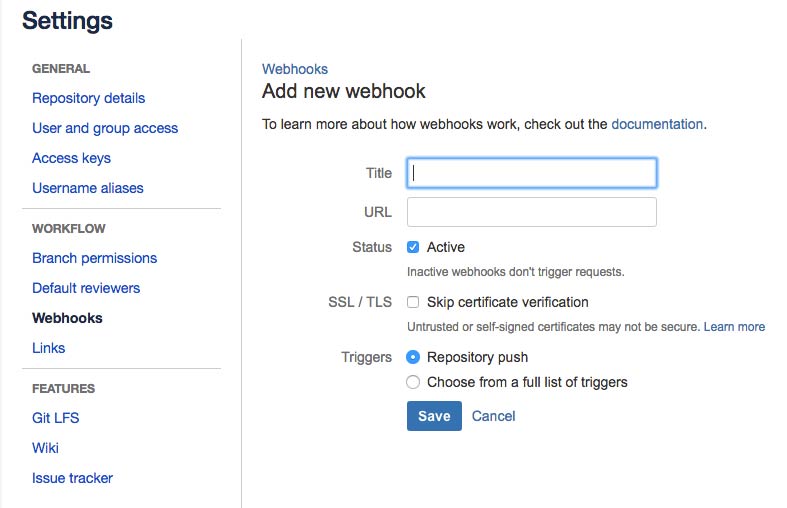 Settings
GENERAL
Repository details
User and group access
Access keys
Username aliases
WORKFLOW
Branch permissions
Default reviewers
Webhooks
Links
FEATURES
Git LFS
Wiki
Issue tracker
Webhooks
Add new webhook
To learn more about how webhooks work, check out the documentation.
Title
URL
Status Active
Inactive webhooks don't trigger requests.
SSL / TLS Skip certificate verification
Untrusted or self-signed certificates may not be secure. Learn more
Triggers Repository push
Choose from a full list of triggers
Save Cancel